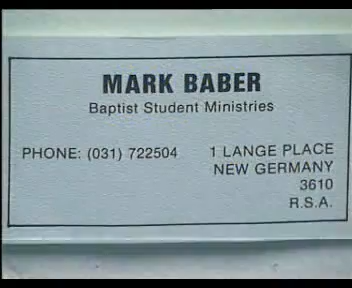 MARK BABER
Baptist Student Ministries
PHONE: (031) 722504 1 LANGE PLACE
NEW GERMANY
3610
R.S.A.